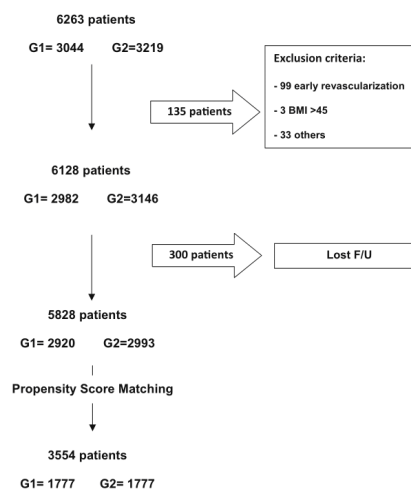 6263 patients
G1= 3044 G2=3219
Exclusion criteria:
- 99 early revascularization
- 3 BMI >45
- 33 others
135 patients
6128 patients
G1= 2982 G2=3146
300 patients
Lost F/U
5828 patients
G1= 2920 G2=2993
Propensity Score Matching
3554 patients
G1= 1777 G2= 1777